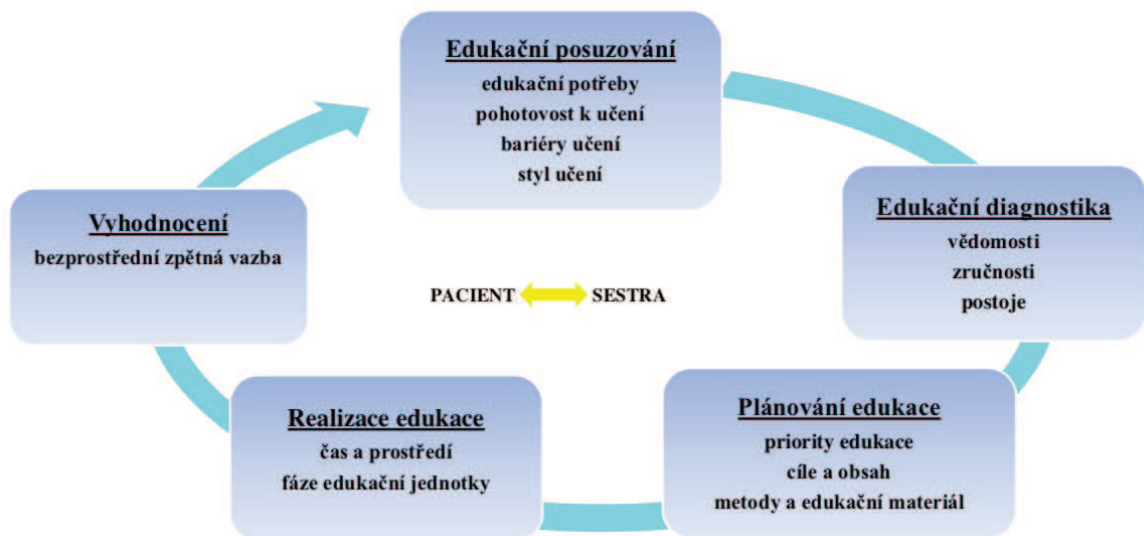 Edukační posuzování
edukační potřeby
pohotovost k učení
bariéry učení
styl učení
Edukační diagnostika
vědomosti
zručnosti
postoje
Plánování edukace
priority edukace
cíle a obsah
metody a edukační materiál
Realizace edukace
čas a prostředí
fáze edukační jednotky
Vyhodnocení
bezprostřední zpětná vazba
PACIENT SESTRA